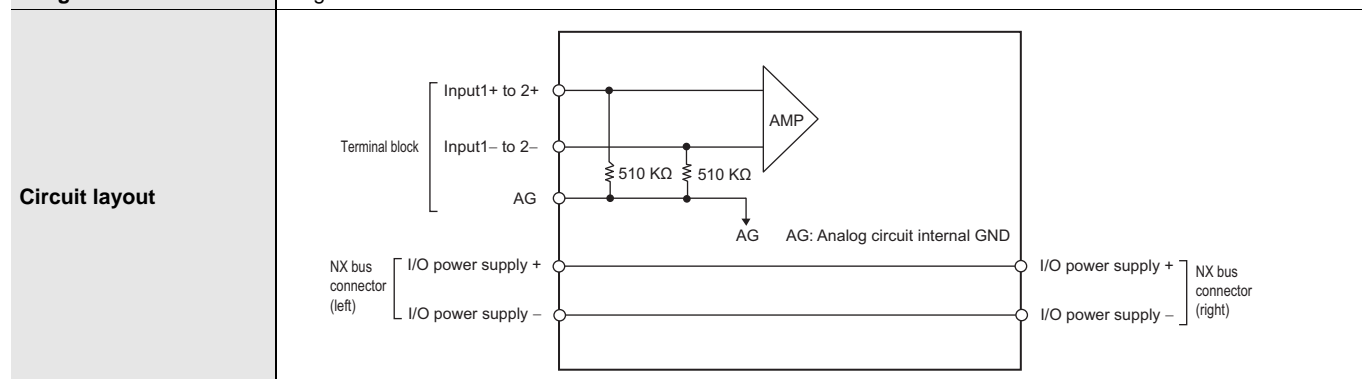 Circuit layout
Input1+ to 2+
AMP
Terminal block
Input1– to 2–
510 KΩ
510 KΩ
AG
AG
AG: Analog circuit internal GND
NX bus
connector
(left)
I/O power supply +
I/O power supply –
I/O power supply +
I/O power supply –
NX bus
connector
(right)